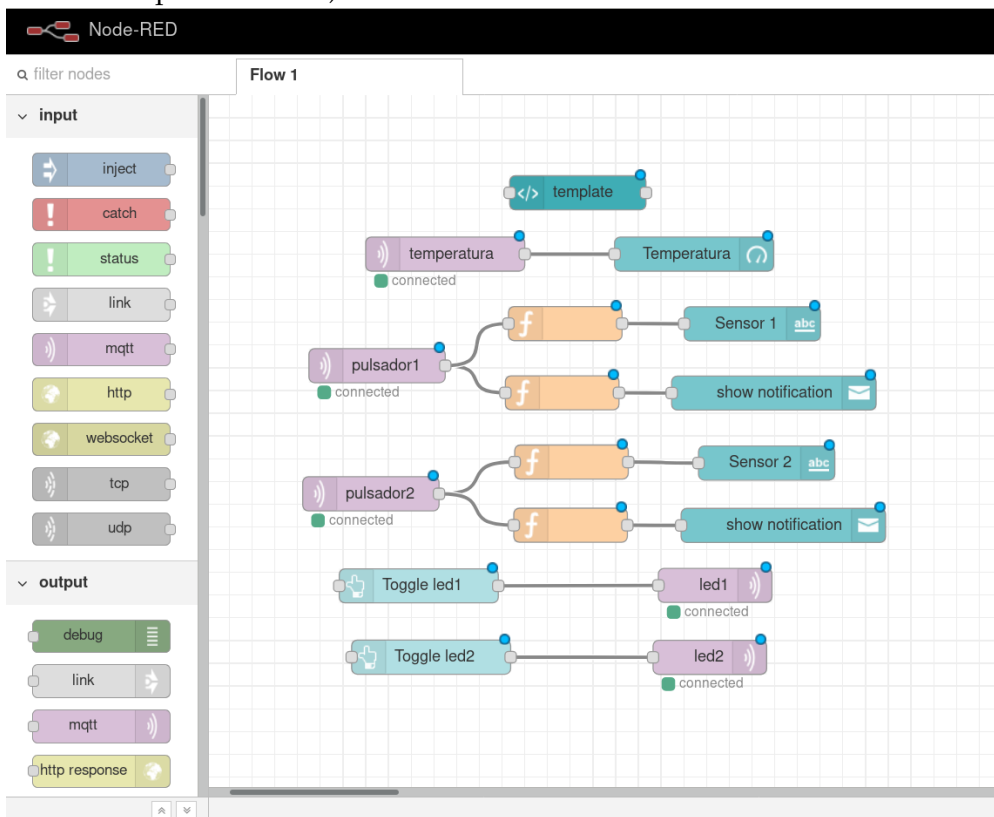 Node-RED
filter nodes
Flow 1
input
inject
catch
status
link
mqtt
http
websocket
tcp
udp
output
debug
link
mqtt
http response
</> template
temperatura
connected
Temperatura
pulsador1
connected
f
Sensor 1 abc
f
show notification
pulsador2
connected
f
Sensor 2 abc
f
show notification
Toggle led1
led1
connected
Toggle led2
led2
connected